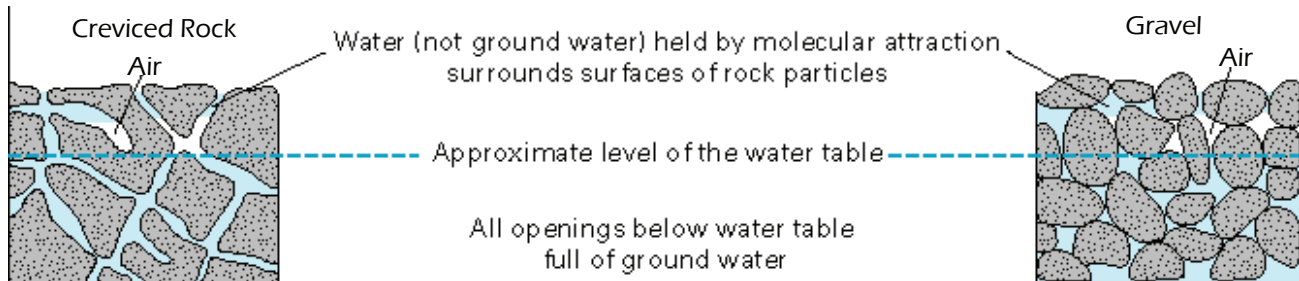 Creviced Rock
Air
Water (not ground water) held by molecular attraction
surrounds surfaces of rock particles
Gravel
Air
Approximate level of the water table
All openings below water table
full of ground water